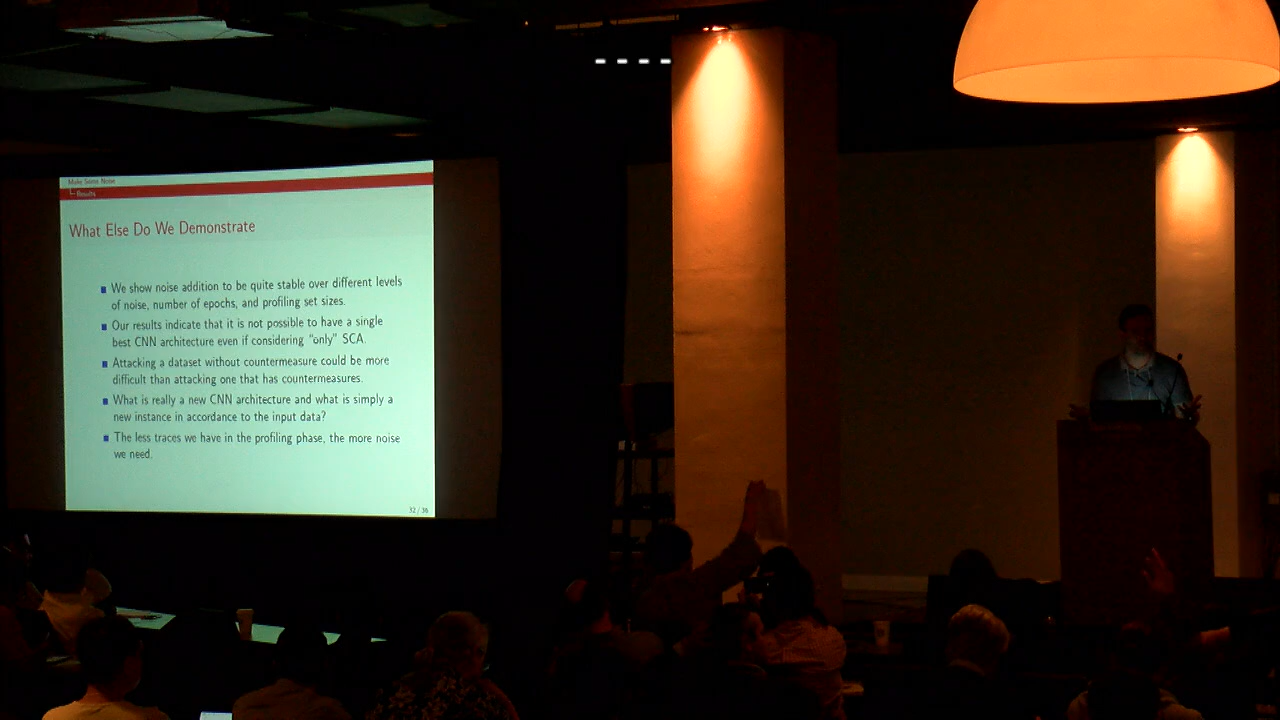 Make Some Noise
Results
What Else Do We Demonstrate
We show noise addition to be quite stable over different levels
of noise, number of epochs, and profiling set sizes.
Our results indicate that it is not possible to have a single
best CNN architecture even if considering "only" SCA.
Attacking a dataset without countermeasure could be more
difficult than attacking one that has countermeasures.
What is really a new CNN architecture and what is simply a
new instance in accordance to the input data?
The less traces we have in the profiling phase, the more noise
we need.
32 / 36